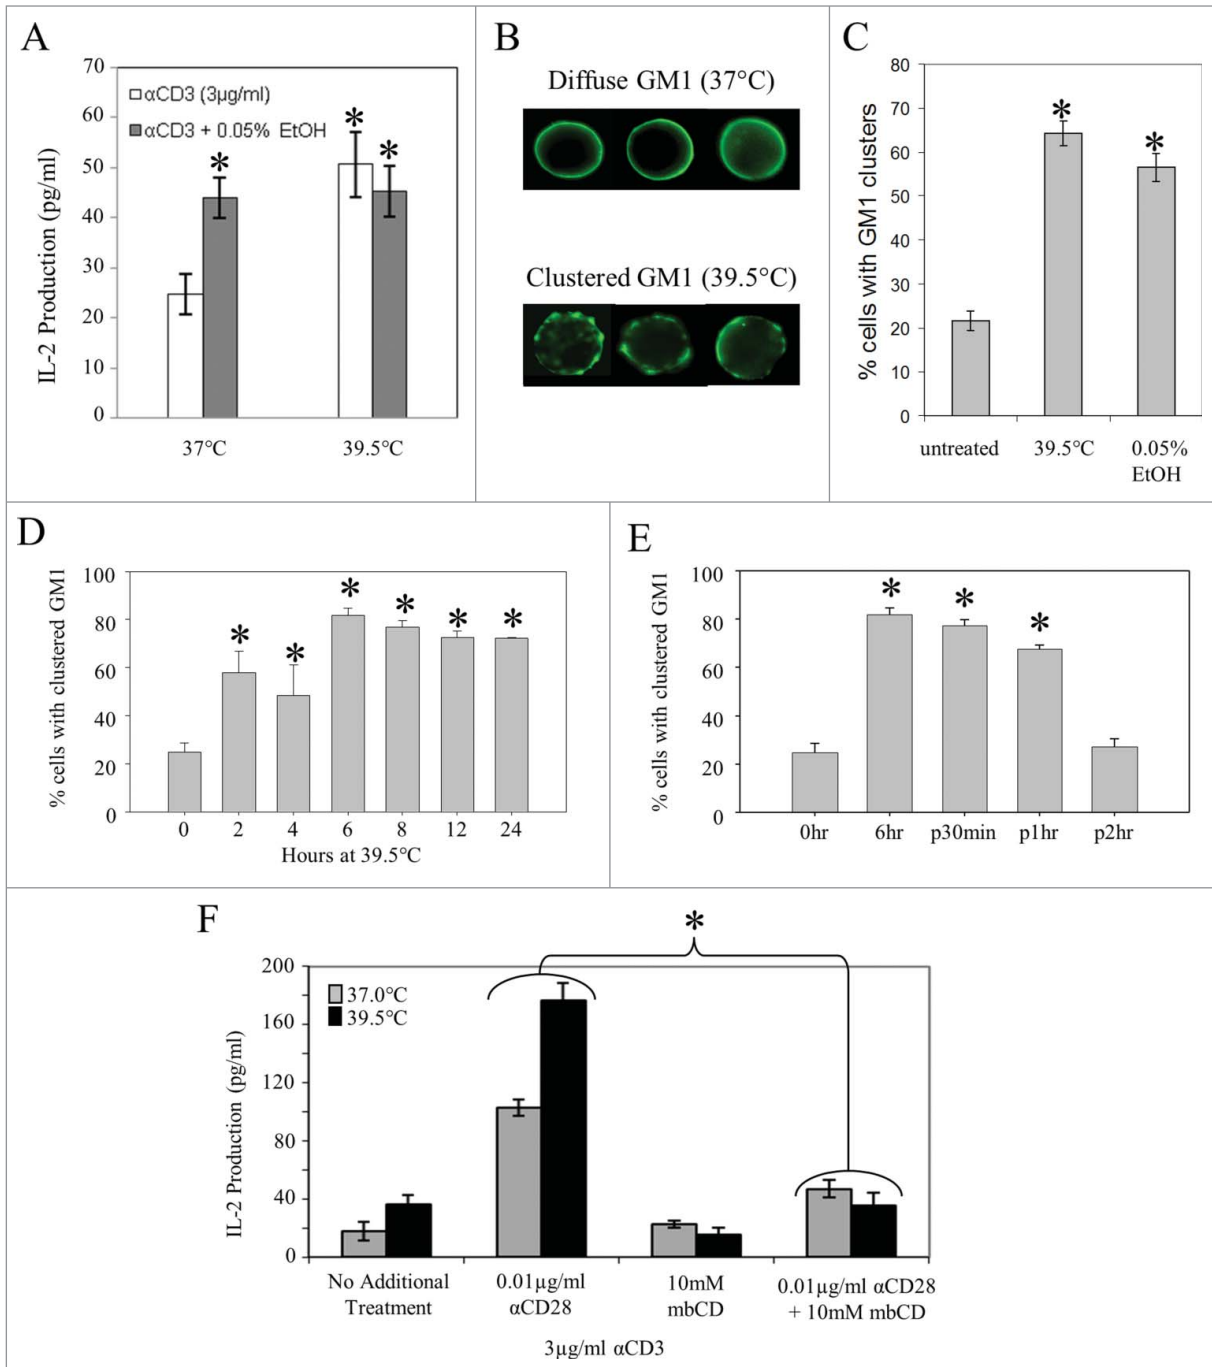 A
70
60
50
40
30
20
10
0
IL-2 Production (pg/ml)
αCD3 (3µg/ml)
αCD3 + 0.05% EtOH
*
*
*
37°C
39.5°C
B
Diffuse GM1 (37°C)
Clustered GM1 (39.5°C)
C
80
70
60
50
40
30
20
10
0
% cells with GM1 clusters
*
*
untreated
39.5°C
0.05%
EtOH
D
100
80
60
40
20
0
% cells with clustered GM1
*
*
*
*
*
*
0 2 4 6 8 12 24
Hours at 39.5°C
E
100
80
60
40
20
0
% cells with clustered GM1
*
*
*
0hr 6hr p30min p1hr p2hr
F
*
200
160
120
80
40
0
IL-2 Production (pg/ml)
37.0°C
39.5°C
No Additional
Treatment
0.01µg/ml
αCD28
10mM
mbCD
0.01µg/ml αCD28
+ 10mM mbCD
3µg/ml αCD3